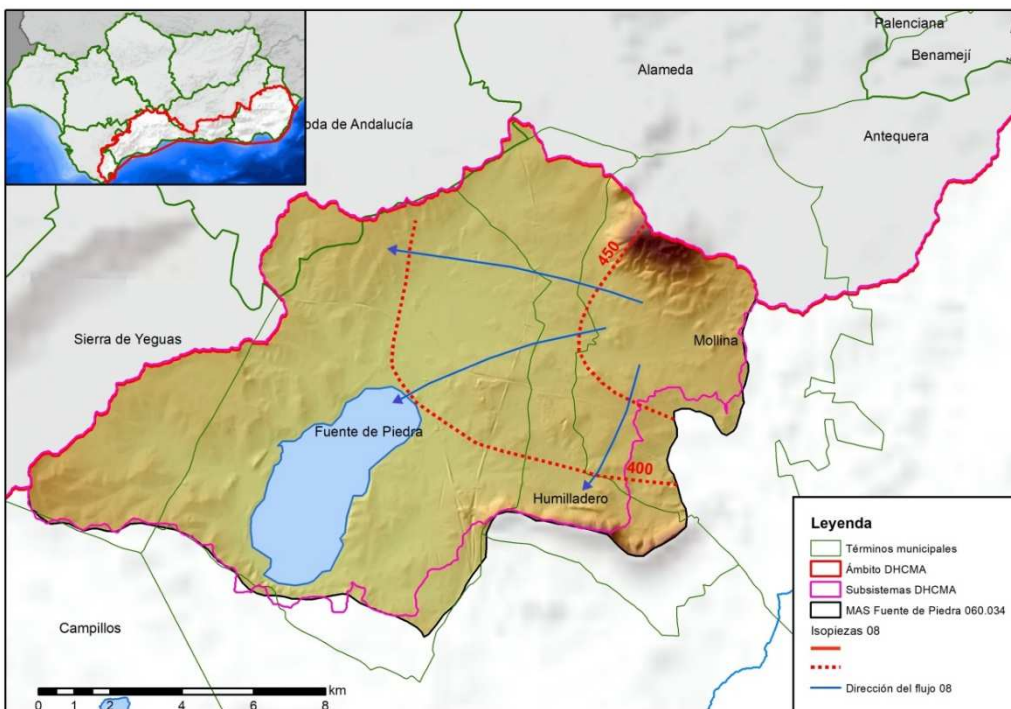 Palenciana
Benamejí
Alameda
oda de Andalucía
Antequera
450
Sierra de Yeguas
Mollina
Fuente de Piedra
400
Humilladero
Campillos
Leyenda
Términos municipales
Ámbito DHCMA
Subsistemas DHCMA
MAS Fuente de Piedra 060.034
Isopiezas 08
Dirección del flujo 08
km
0 1 2 4 6 8